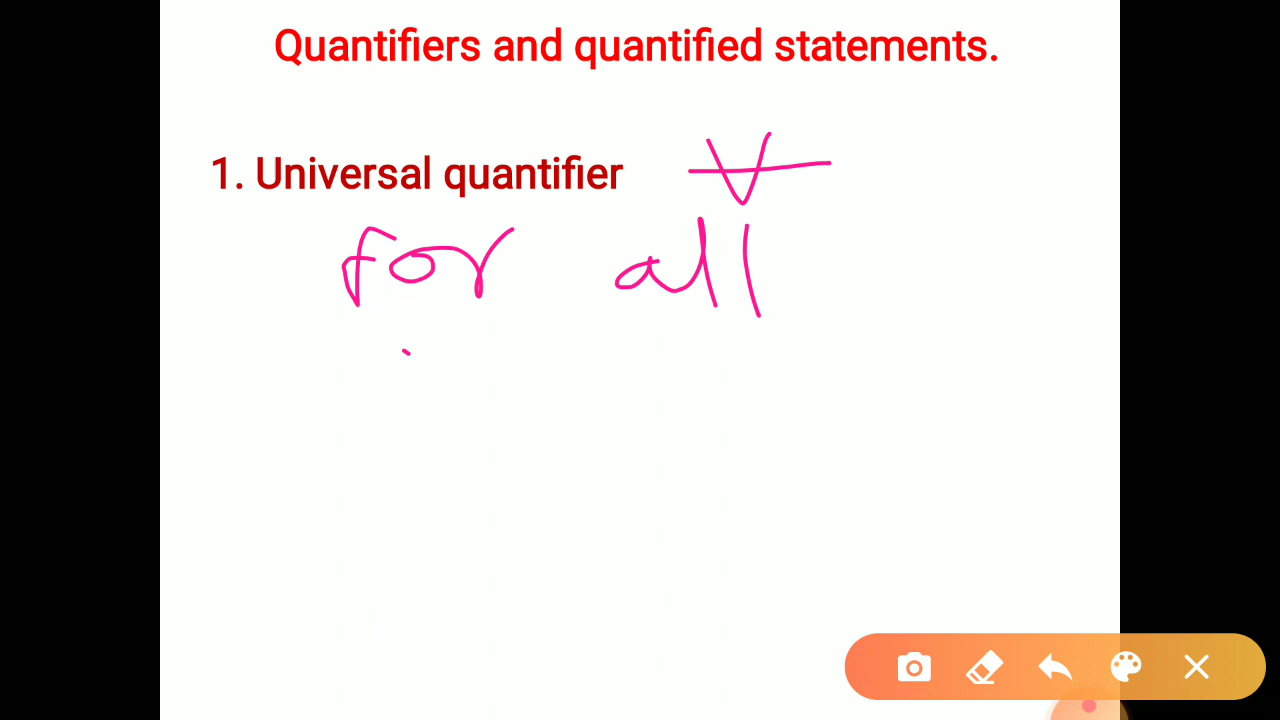 Quantifiers and quantified statements.
1. Universal quantifier ∀
for all